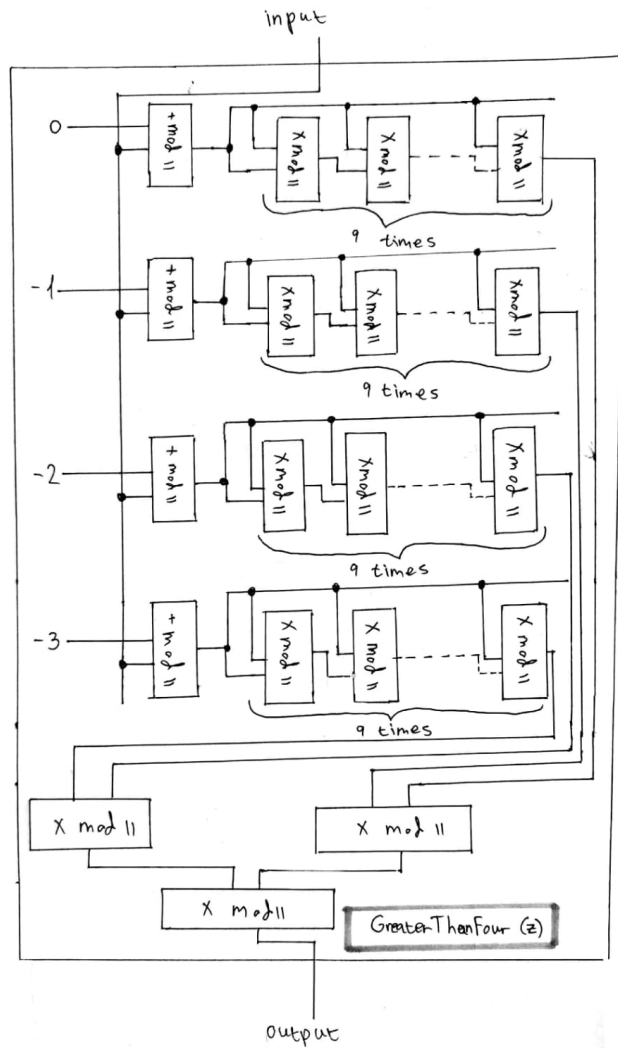 input
0
+ mod 11
X mod 11
X mod 11
X mod 11
9 times
-1
+ mod 11
X mod 11
X mod 11
X mod 11
9 times
-2
+ mod 11
X mod 11
X mod 11
X mod 11
9 times
-3
+ mod 11
X mod 11
X mod 11
X mod 11
9 times
X mod 11
X mod 11
X mod 11
GreaterThanFour (z)
output